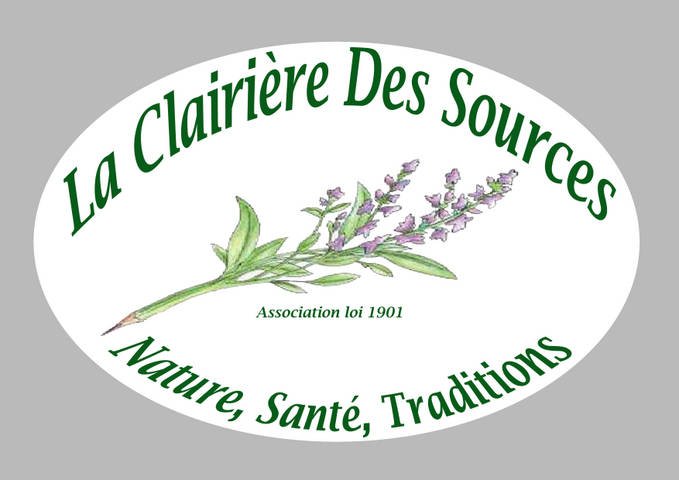 La Clairière Des Sources
Association loi 1901
Nature, Santé, Traditions